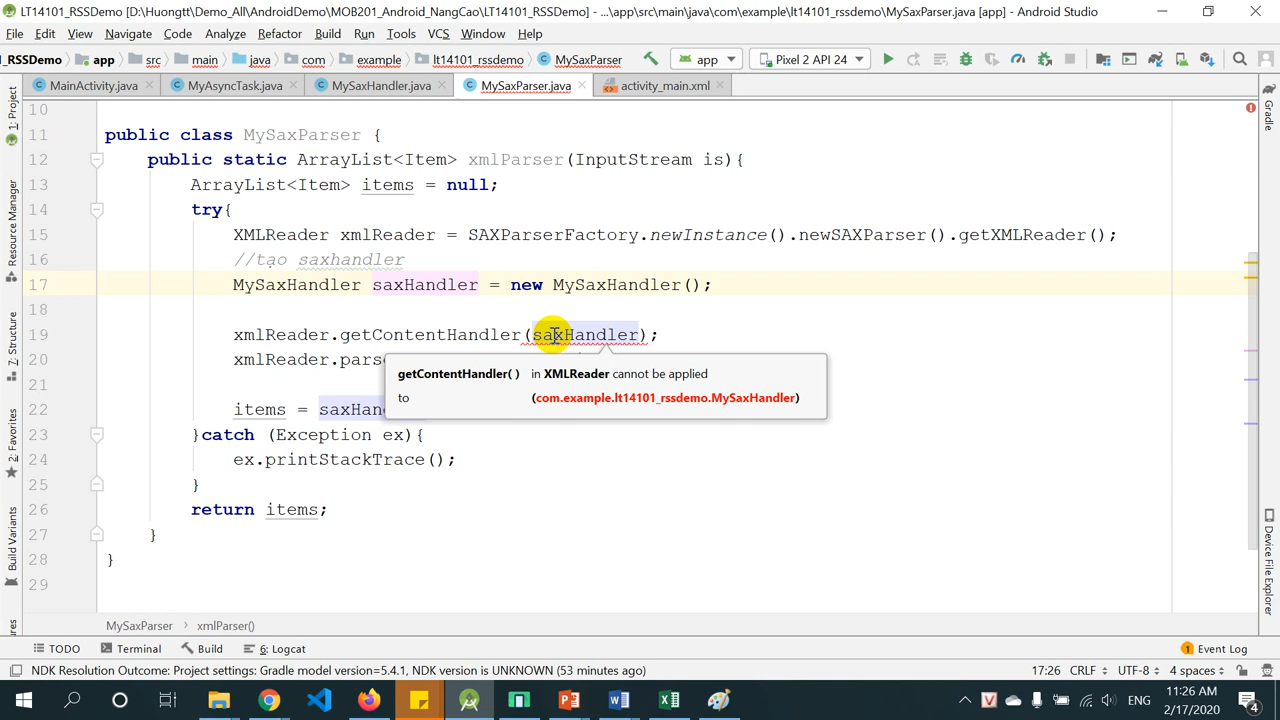 LT14101_RSSDemo [D:\Huongtt\Demo_All\AndroidDemo\MOB201_Android_NangCao\LT14101_RSSDemo] - ...\app\src\main\java\com\example\lt14101_rssdemo\MySaxParser.java [app] - Android Studio
File Edit View Navigate Code Analyze Refactor Build Run Tools VCS Window Help
_RSSDemo app src main java com example lt14101_rssdemo MySaxParser app Pixel 2 API 24
MainActivity.java MyAsyncTask.java MySaxHandler.java MySaxParser.java activity_main.xml
1: Project
Resource Manager
7: Structure
2: Favorites
Build Variants
10
11 public class MySaxParser {
12 public static ArrayList<Item> xmlParser(InputStream is){
13 ArrayList<Item> items = null;
14 try{
15 XMLReader xmlReader = SAXParserFactory.newInstance().newSAXParser().getXMLReader();
16 //tạo saxhandler
17 MySaxHandler saxHandler = new MySaxHandler();
18
19 xmlReader.getContentHandler(saxHandler);
20 xmlReader.pars
getContentHandler( ) in XMLReader cannot be applied
to (com.example.lt14101_rssdemo.MySaxHandler)
21
22 items = saxHan
23 }catch (Exception ex){
24 ex.printStackTrace();
25 }
26 return items;
27 }
28 }
29
Gradle
Device File Explorer
MySaxParser xmlParser()
TODO Terminal Build 6: Logcat 1 Event Log
NDK Resolution Outcome: Project settings: Gradle model version=5.4.1, NDK version is UNKNOWN (53 minutes ago) 17:26 CRLF UTF-8 4 spaces
ENG 11:26 AM
2/17/2020 4